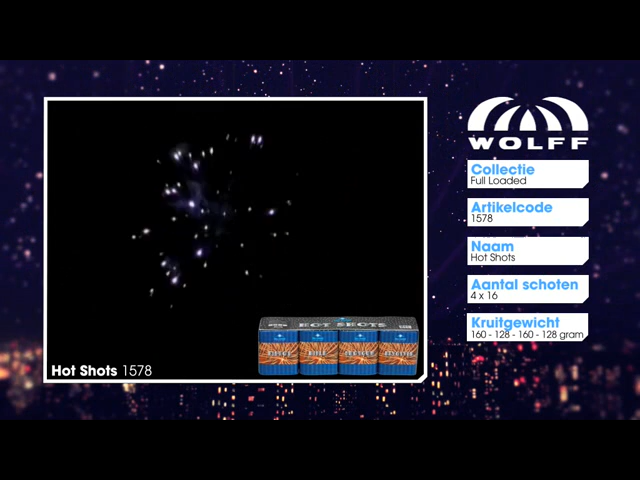 WOLFF
Collectie
Full Loaded
Artikelcode
1578
Naam
Hot Shots
Aantal schoten
4 x 16
Kruitgewicht
160 - 128 - 160 - 128 gram
HOT SHOTS
Hot Shots 1578